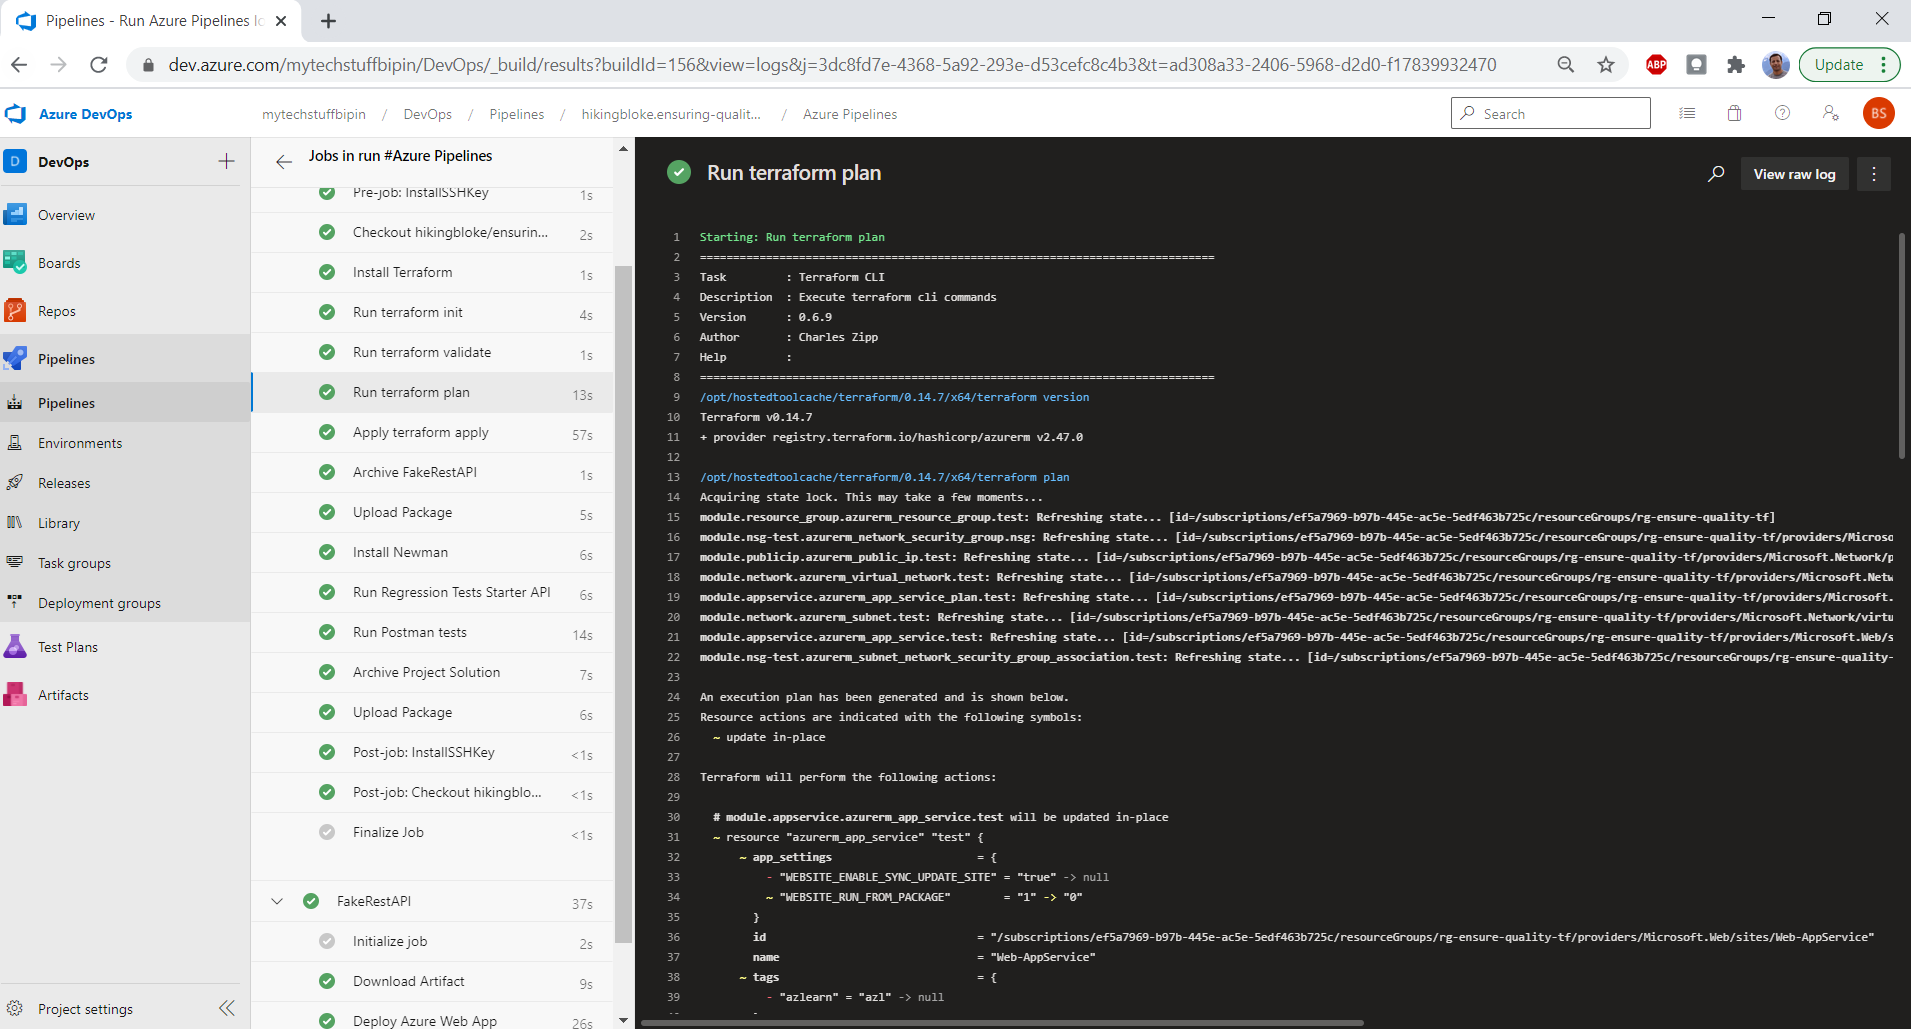 Pipelines - Run Azure Pipelines
dev.azure.com/mytechstuffbipin/DevOps/_build/results?buildId=156&view=logs&j=3dc8fd7e-4368-5a92-293e-d53cefc8c4b3&t=ad308a33-2406-5968-d2d0-f17839932470
ABP
Update
Azure DevOps
mytechstuffbipin / DevOps / Pipelines / hikingbloke.ensuring-qualit... / Azure Pipelines
Search
BS
D DevOps
Overview
Boards
Repos
Pipelines
Pipelines
Environments
Releases
Library
Task groups
Deployment groups
Test Plans
Artifacts
Project settings
Jobs in run #Azure Pipelines
Pre-job: InstallSSHKey 1s
Checkout hikingbloke/ensurin... 2s
Install Terraform 1s
Run terraform init 4s
Run terraform validate 1s
Run terraform plan 13s
Apply terraform apply 57s
Archive FakeRestAPI 1s
Upload Package 5s
Install Newman 6s
Run Regression Tests Starter API 6s
Run Postman tests 14s
Archive Project Solution 7s
Upload Package 6s
Post-job: InstallSSHKey <1s
Post-job: Checkout hikingblo... <1s
Finalize Job <1s
FakeRestAPI 37s
Initialize job 2s
Download Artifact 9s
Deploy Azure Web App 26s
Run terraform plan
View raw log
1 Starting: Run terraform plan
2 ==============================================================================
3 Task : Terraform CLI
4 Description : Execute terraform cli commands
5 Version : 0.6.9
6 Author : Charles Zipp
7 Help :
8 ==============================================================================
9 /opt/hostedtoolcache/terraform/0.14.7/x64/terraform version
10 Terraform v0.14.7
11 + provider registry.terraform.io/hashicorp/azurerm v2.47.0
12
13 /opt/hostedtoolcache/terraform/0.14.7/x64/terraform plan
14 Acquiring state lock. This may take a few moments...
15 module.resource_group.azurerm_resource_group.test: Refreshing state... [id=/subscriptions/ef5a7969-b97b-445e-ac5e-5edf463b725c/resourceGroups/rg-ensure-quality-tf]
16 module.nsg-test.azurerm_network_security_group.nsg: Refreshing state... [id=/subscriptions/ef5a7969-b97b-445e-ac5e-5edf463b725c/resourceGroups/rg-ensure-quality-tf/providers/Microso
17 module.publicip.azurerm_public_ip.test: Refreshing state... [id=/subscriptions/ef5a7969-b97b-445e-ac5e-5edf463b725c/resourceGroups/rg-ensure-quality-tf/providers/Microsoft.Network/p
18 module.network.azurerm_virtual_network.test: Refreshing state... [id=/subscriptions/ef5a7969-b97b-445e-ac5e-5edf463b725c/resourceGroups/rg-ensure-quality-tf/providers/Microsoft.Netw
19 module.appservice.azurerm_app_service_plan.test: Refreshing state... [id=/subscriptions/ef5a7969-b97b-445e-ac5e-5edf463b725c/resourceGroups/rg-ensure-quality-tf/providers/Microsoft.
20 module.network.azurerm_subnet.test: Refreshing state... [id=/subscriptions/ef5a7969-b97b-445e-ac5e-5edf463b725c/resourceGroups/rg-ensure-quality-tf/providers/Microsoft.Network/virtu
21 module.appservice.azurerm_app_service.test: Refreshing state... [id=/subscriptions/ef5a7969-b97b-445e-ac5e-5edf463b725c/resourceGroups/rg-ensure-quality-tf/providers/Microsoft.Web/s
22 module.nsg-test.azurerm_subnet_network_security_group_association.test: Refreshing state... [id=/subscriptions/ef5a7969-b97b-445e-ac5e-5edf463b725c/resourceGroups/rg-ensure-quality-
23
24 An execution plan has been generated and is shown below.
25 Resource actions are indicated with the following symbols:
26 ~ update in-place
27
28 Terraform will perform the following actions:
29
30 # module.appservice.azurerm_app_service.test will be updated in-place
31 ~ resource "azurerm_app_service" "test" {
32 ~ app_settings = {
33 - "WEBSITE_ENABLE_SYNC_UPDATE_SITE" = "true" -> null
34 ~ "WEBSITE_RUN_FROM_PACKAGE" = "1" -> "0"
35 }
36 id = "/subscriptions/ef5a7969-b97b-445e-ac5e-5edf463b725c/resourceGroups/rg-ensure-quality-tf/providers/Microsoft.Web/sites/Web-AppService"
37 name = "Web-AppService"
38 ~ tags = {
39 - "azlearn" = "azl" -> null